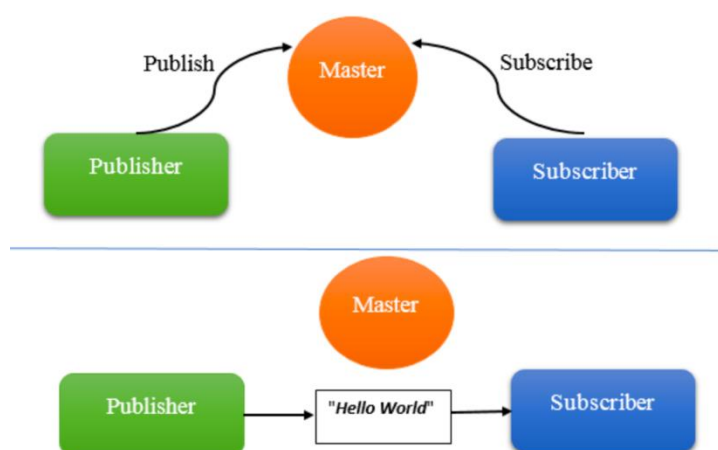 Publish
Master
Subscribe
Publisher
Subscriber
Master
Publisher
"Hello World"
Subscriber